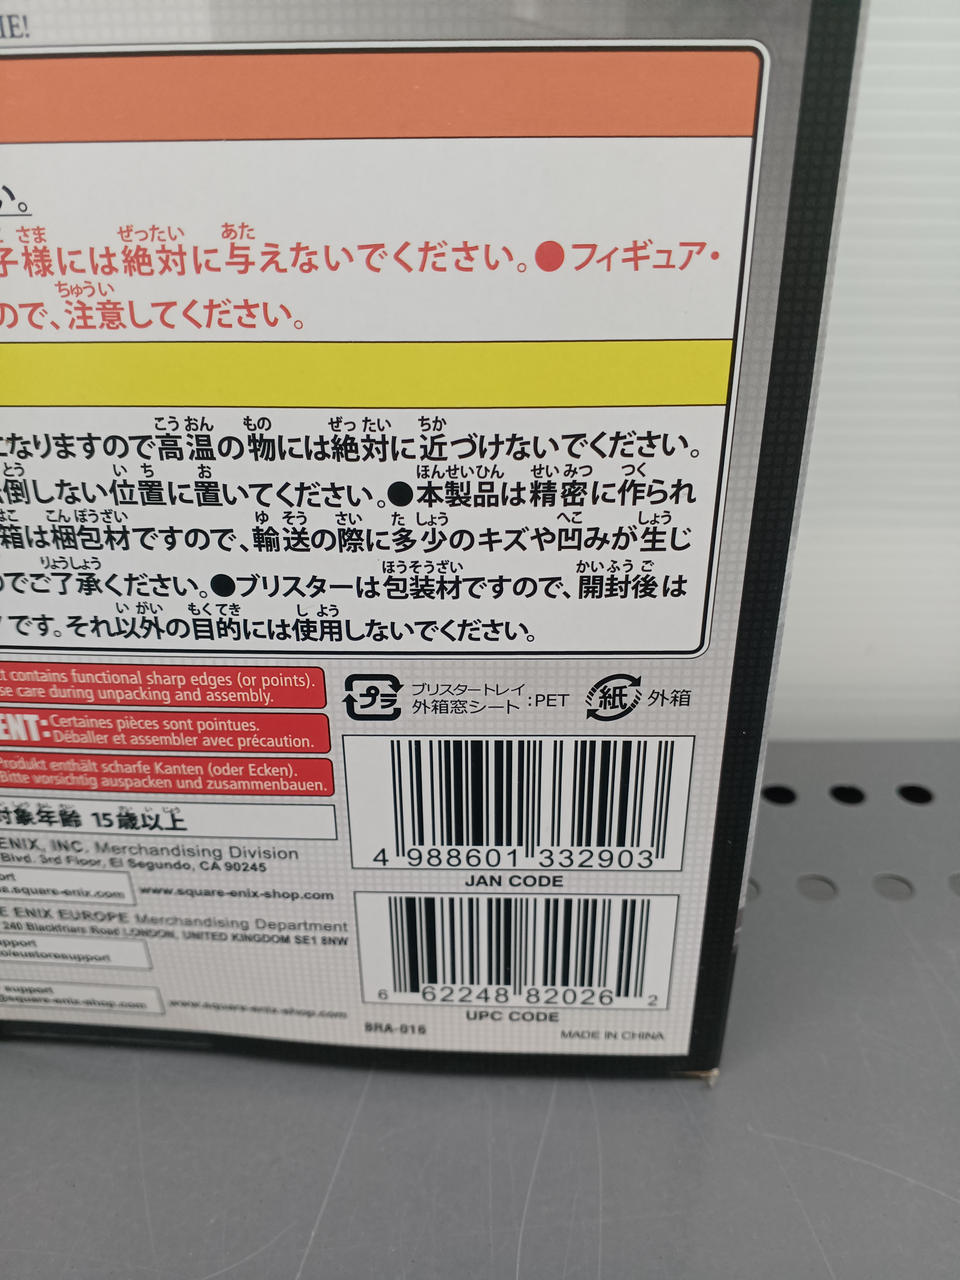 IE!
い。
子様には絶対に与えないでください。●フィギュア・
ので、注意してください。
になりますので高温の物には絶対に近づけないでください。
倒しない位置に置いてください。●本製品は精密に作られ
箱は梱包材ですので、輸送の際に多少のキズや凹みが生じ
のでご了承ください。●ブリスターは包装材ですので、開封後は
です。それ以外の目的には使用しないでください。
contains functional sharp edges (or points).
care during unpacking and assembly.
ENT: Certaines pièces sont pointues.
Déballer et assembler avec précaution.
Produkt enthält scharfe Kanten (oder Ecken).
Bitte vorsichtig auspacken und zusammenbauen.
プラ ブリスタートレイ
外箱窓シート :PET
紙 外箱
4 988601 332903
JAN CODE
対象年齢 15歳以上
ENIX, INC. Merchandising Division
Blvd. 3rd Floor, El Segundo, CA 90245
www.square-enix-shop.com
ENIX EUROPE Merchandising Department
240 Blackfriars Road LONDON, UNITED KINGDOM SE1 8NW
support
www.square-enix-shop.com
6 62248 82026 2
UPC CODE
BRA-016
MADE IN CHINA